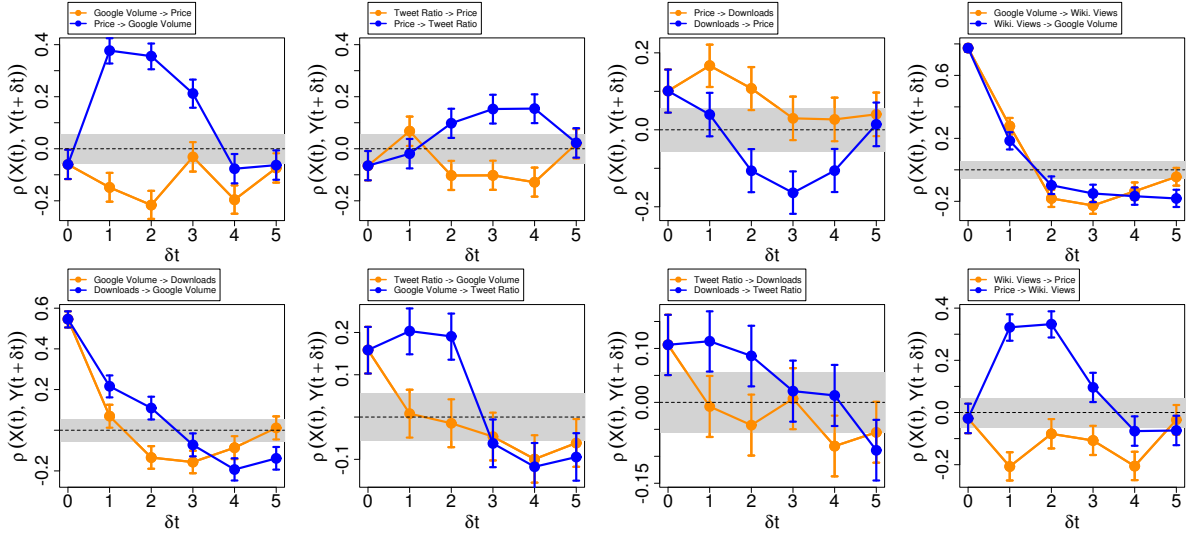 Google Volume -> Price
Price -> Google Volume
ρ (X(t), Y(t + δt))
0.4
0.2
0.0
-0.2
0 1 2 3 4 5
δt
Tweet Ratio -> Price
Price -> Tweet Ratio
ρ (X(t), Y(t + δt))
0.4
0.2
0.0
-0.2
0 1 2 3 4 5
δt
Price -> Downloads
Downloads -> Price
ρ (X(t), Y(t + δt))
0.2
0.0
-0.2
0 1 2 3 4 5
δt
Google Volume -> Wiki. Views
Wiki. Views -> Google Volume
ρ (X(t), Y(t + δt))
0.6
0.2
-0.2
0 1 2 3 4 5
δt
Google Volume -> Downloads
Downloads -> Google Volume
ρ (X(t), Y(t + δt))
0.6
0.4
0.2
-0.2
0 1 2 3 4 5
δt
Tweet Ratio -> Google Volume
Google Volume -> Tweet Ratio
ρ (X(t), Y(t + δt))
0.2
0.1
-0.1
0 1 2 3 4 5
δt
Tweet Ratio -> Downloads
Downloads -> Tweet Ratio
ρ (X(t), Y(t + δt))
0.10
0.00
-0.15
0 1 2 3 4 5
δt
Wiki. Views -> Price
Price -> Wiki. Views
ρ (X(t), Y(t + δt))
0.4
0.2
0.0
-0.2
0 1 2 3 4 5
δt